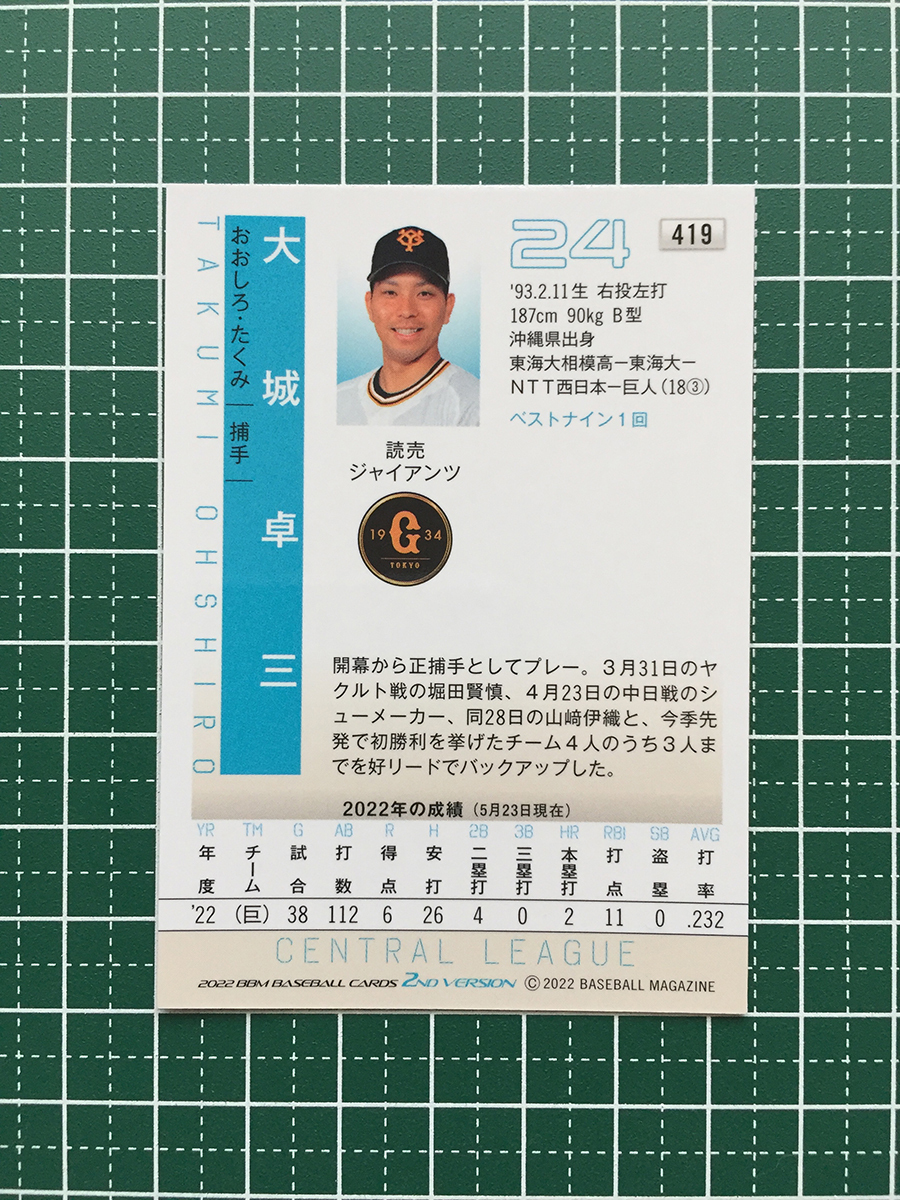 大城卓三
おおしろ・たくみ 捕手
TAKUMI OHSHIRO
24
419
'93.2.11生 右投左打
187cm 90kg B型
沖縄県出身
東海大相模高ー東海大ー
NTT西日本ー巨人(18③)
ベストナイン1回
読売
ジャイアンツ
19 G 34
TOKYO
開幕から正捕手としてプレー。3月31日のヤ
クルト戦の堀田賢慎、4月23日の中日戦のシ
ューメーカー、同28日の山﨑伊織と、今季先
発で初勝利を挙げたチーム4人のうち3人ま
でを好リードでバックアップした。
2022年の成績(5月23日現在)
YR TM G AB R H 2B 3B HR RBI SB AVG
年度 チーム 試合 打数 得点 安打 二塁打 三塁打 本塁打 打点 盗塁 打率
'22 (巨) 38 112 6 26 4 0 2 11 0 .232
CENTRAL LEAGUE
2022 BBM BASEBALL CARDS 2ND VERSION © 2022 BASEBALL MAGAZINE